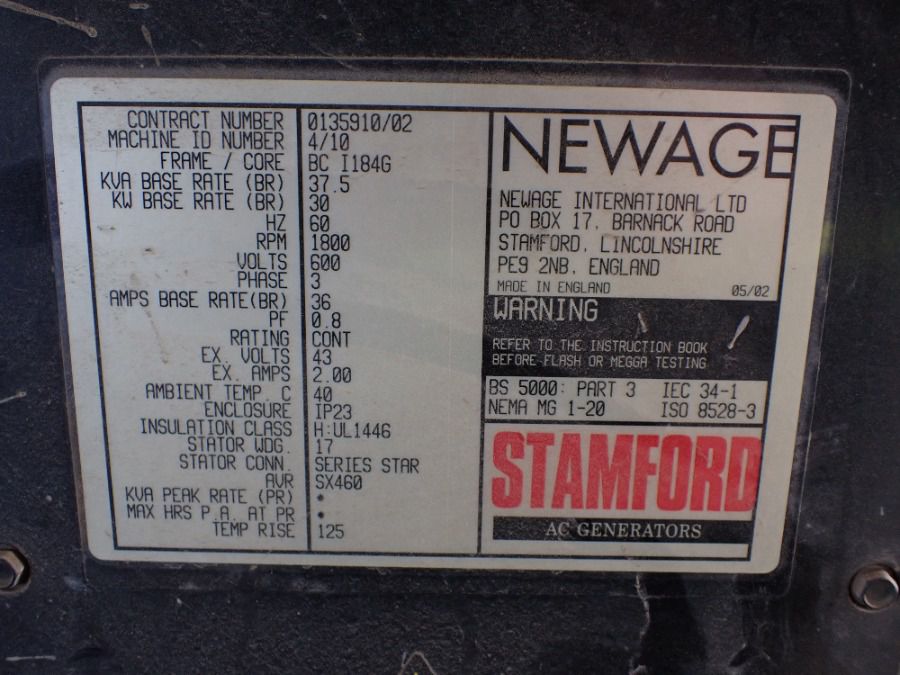 CONTRACT NUMBER 0135910/02
MACHINE ID NUMBER 4/10
FRAME / CORE BC I184G
KVA BASE RATE (BR) 37.5
KW BASE RATE (BR) 30
HZ 60
RPM 1800
VOLTS 600
PHASE 3
AMPS BASE RATE(BR) 36
PF 0.8
RATING CONT
EX. VOLTS 43
EX. AMPS 2.00
AMBIENT TEMP. C 40
ENCLOSURE IP23
INSULATION CLASS H:UL1446
STATOR WDG. 17
STATOR CONN. SERIES STAR
AVR SX460
KVA PEAK RATE (PR) *
MAX HRS P.A. AT PR *
TEMP RISE 125
NEWAGE
NEWAGE INTERNATIONAL LTD
PO BOX 17, BARNACK ROAD
STAMFORD, LINCOLNSHIRE
PE9 2NB, ENGLAND
MADE IN ENGLAND 05/02
WARNING
REFER TO THE INSTRUCTION BOOK
BEFORE FLASH OR MEGGA TESTING
BS 5000: PART 3 IEC 34-1
NEMA MG 1-20 ISO 8528-3
STAMFORD
AC GENERATORS